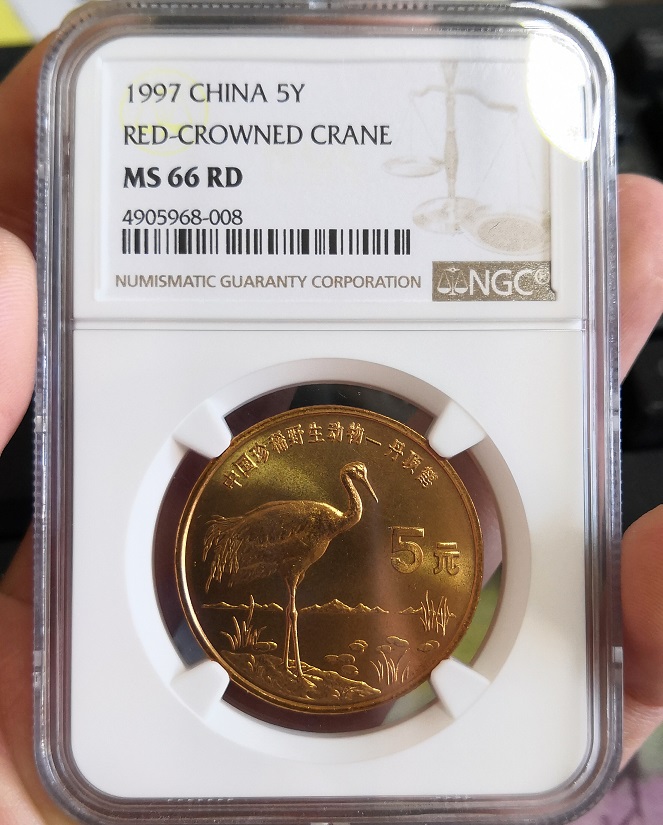 1997 CHINA 5Y
RED-CROWNED CRANE
MS 66 RD
4905968-008
NUMISMATIC GUARANTY CORPORATION
NGC®
中国珍稀野生动物—丹顶鹤
5元